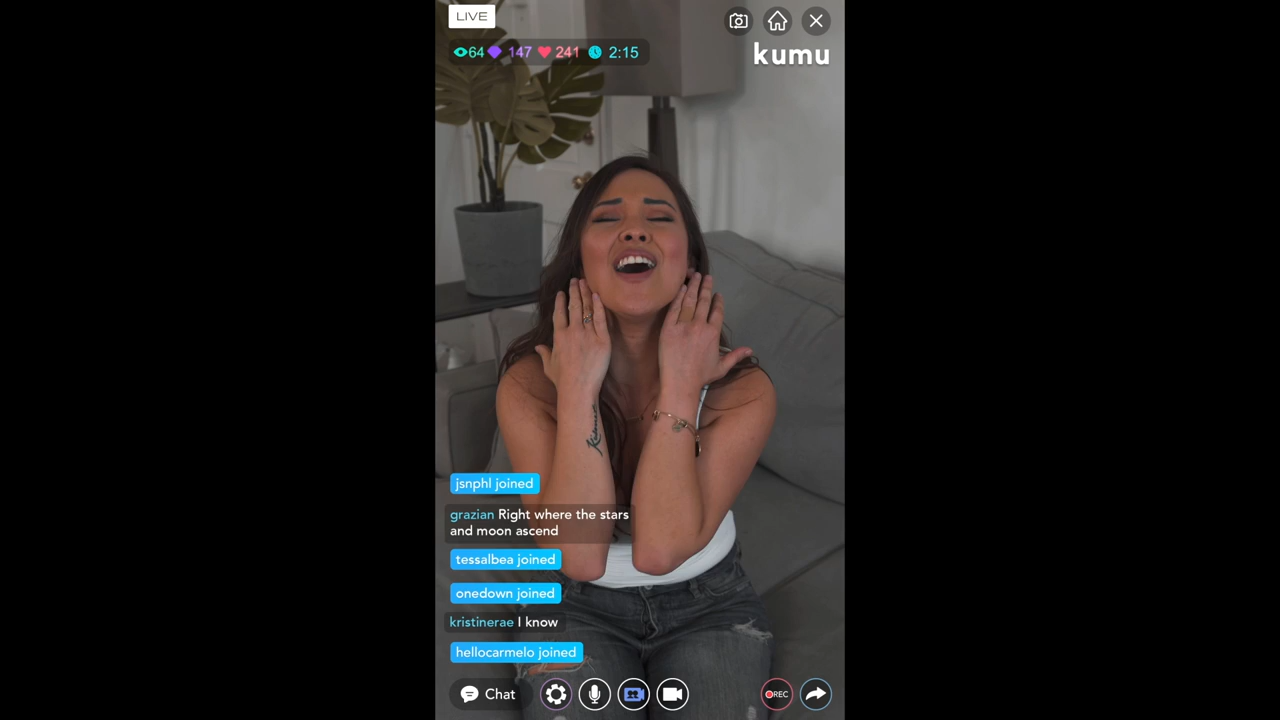 LIVE
64 147 241 2:15
kumu
jsnphl joined
grazian Right where the stars
and moon ascend
tessalbea joined
onedown joined
kristinerae I know
hellocarmelo joined
Chat
REC